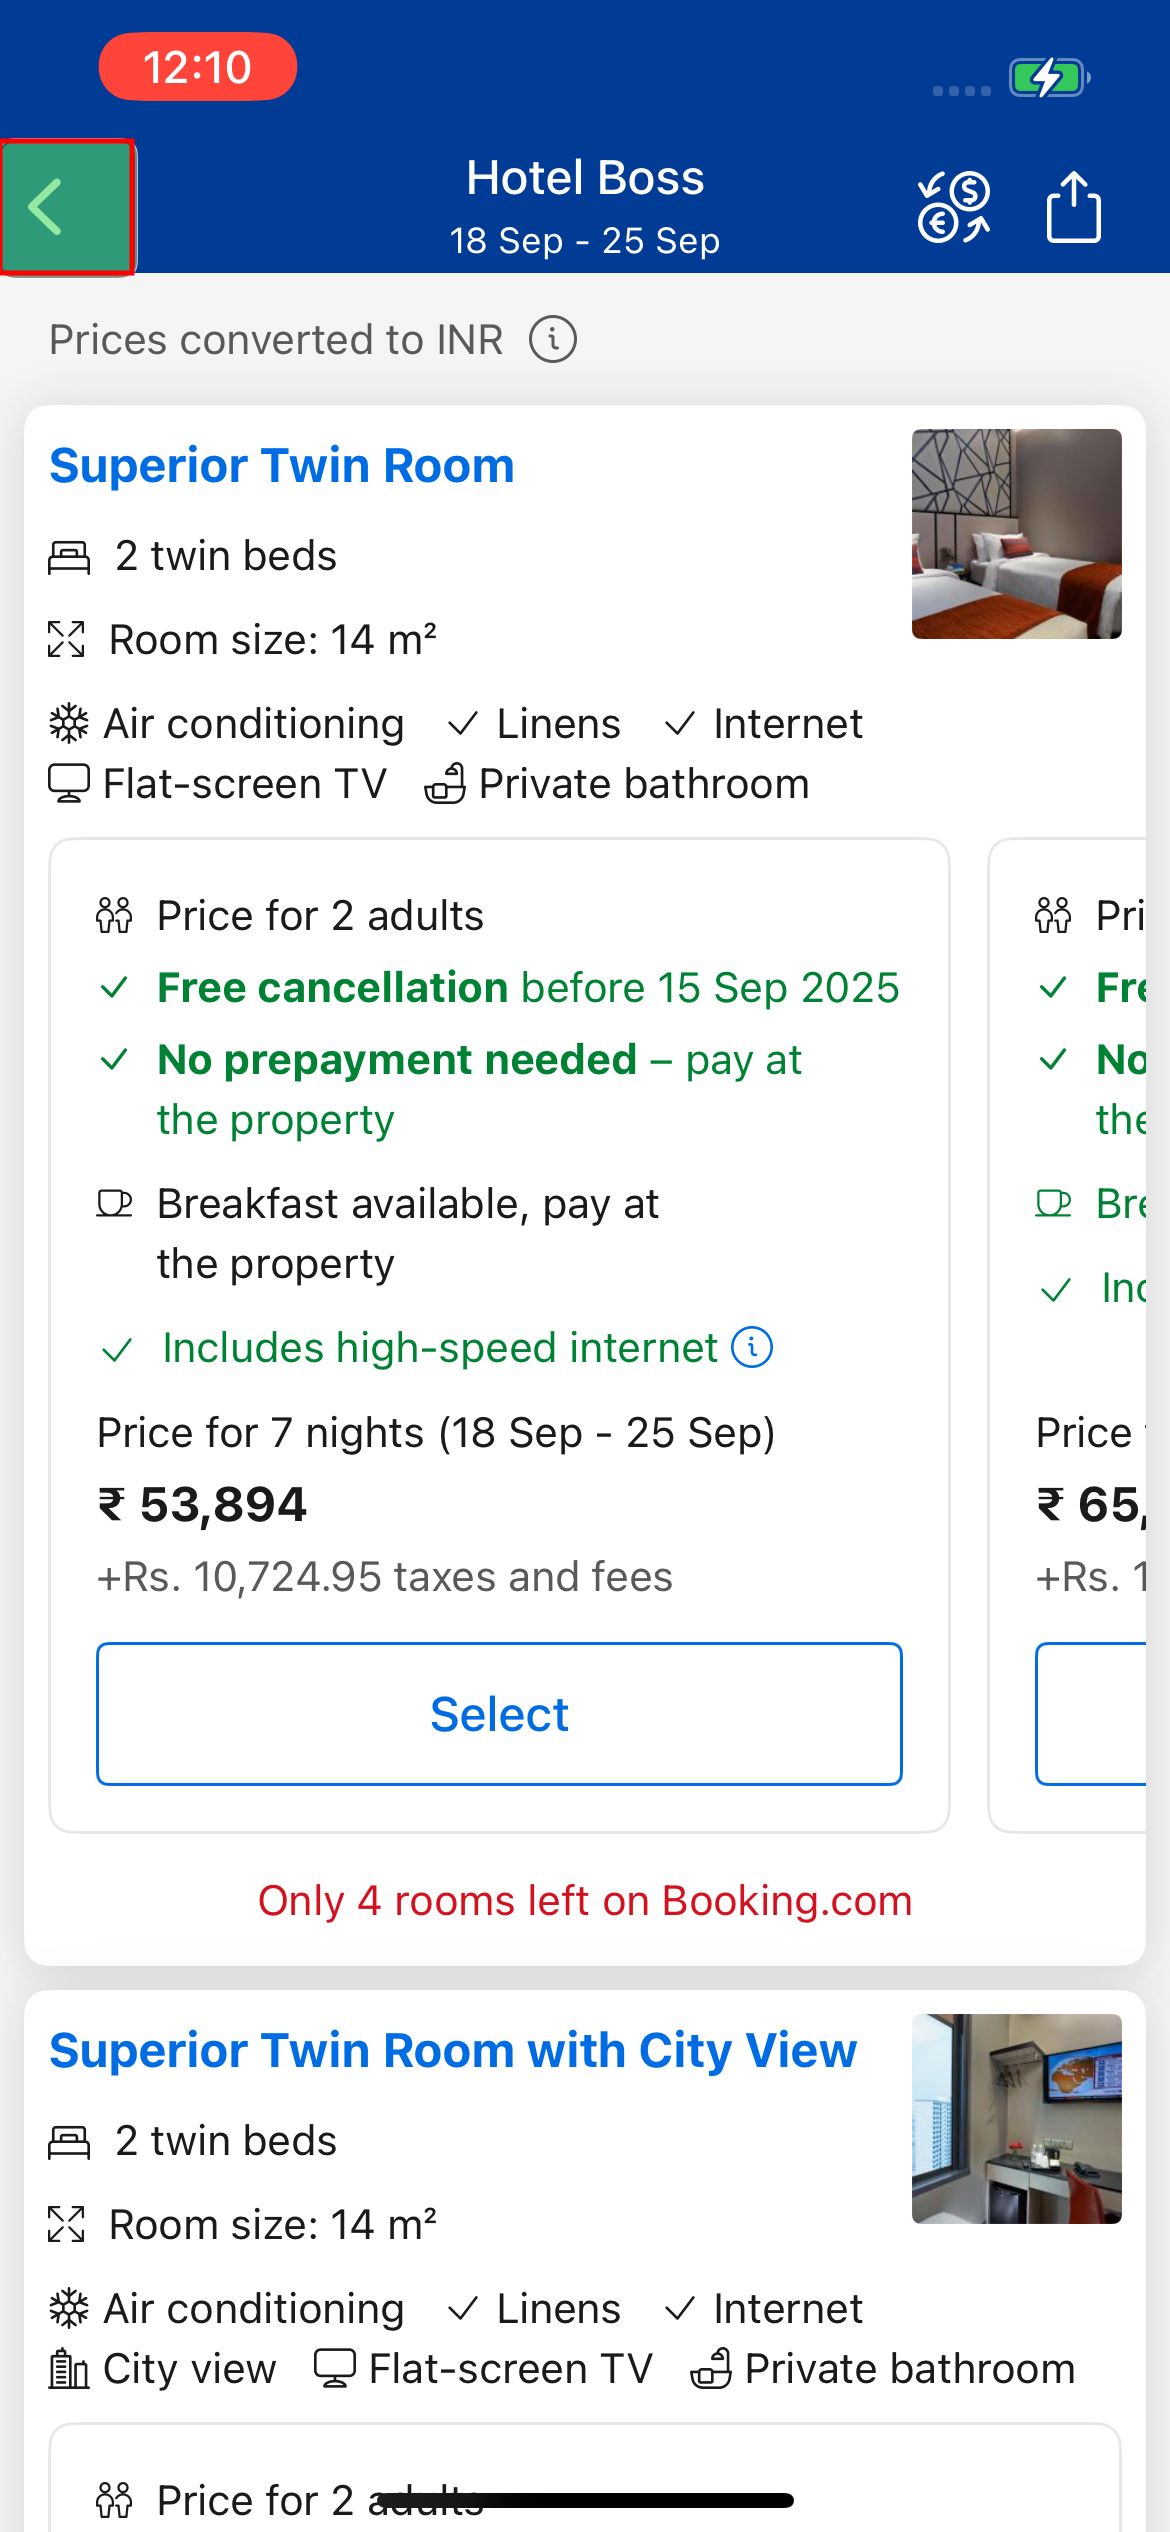 12:10
Hotel Boss
18 Sep - 25 Sep
Prices converted to INR
Superior Twin Room
2 twin beds
Room size: 14 m²
Air conditioning Linens Internet
Flat-screen TV Private bathroom
Price for 2 adults
Free cancellation before 15 Sep 2025
No prepayment needed – pay at
the property
Breakfast available, pay at
the property
Includes high-speed internet
Price for 7 nights (18 Sep - 25 Sep)
₹ 53,894
+Rs. 10,724.95 taxes and fees
Select
Price
₹ 65,
+Rs. 1
Only 4 rooms left on Booking.com
Superior Twin Room with City View
2 twin beds
Room size: 14 m²
Air conditioning Linens Internet
City view Flat-screen TV Private bathroom
Price for 2 adults